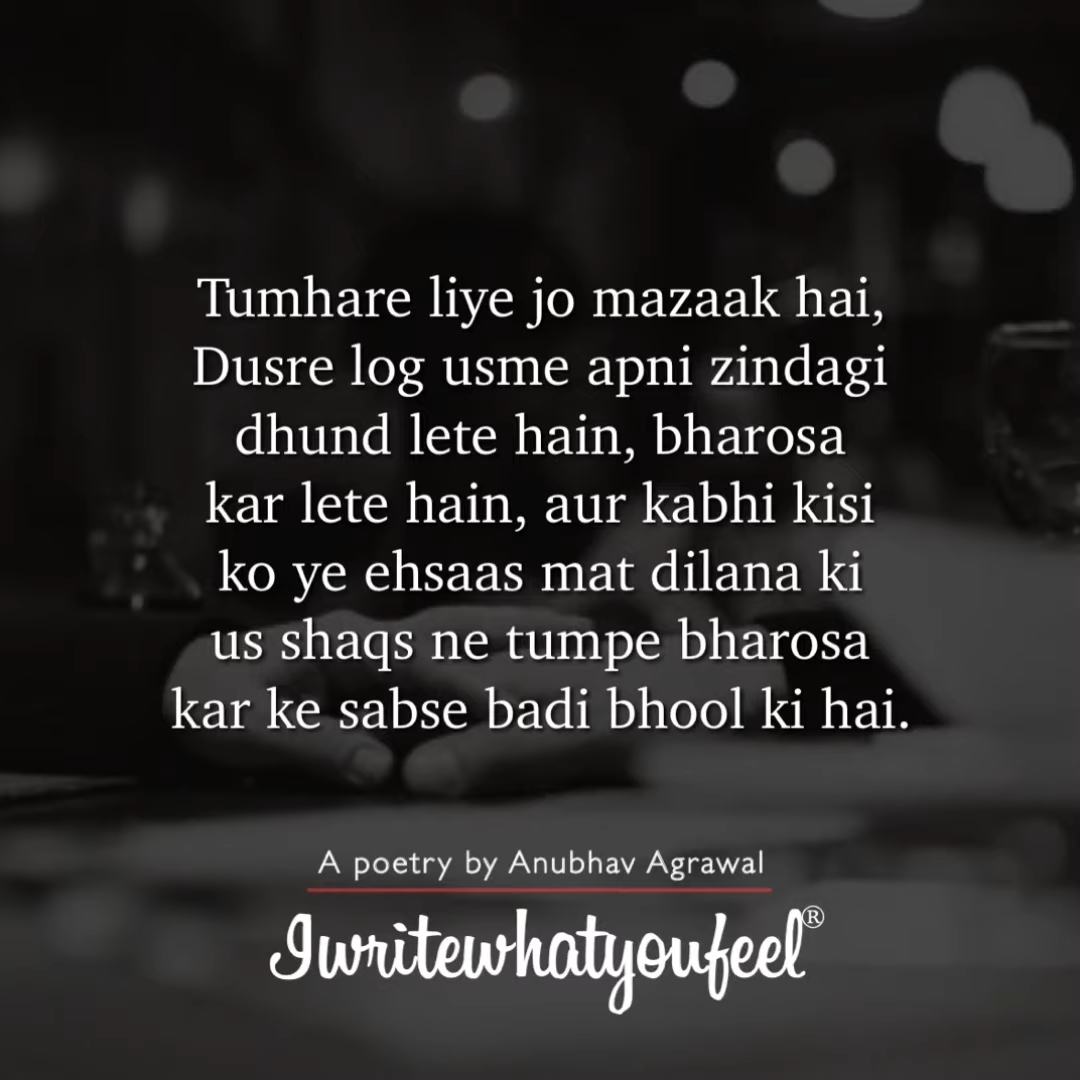 Tumhare liye jo mazaak hai,
Dusre log usme apni zindagi
dhund lete hain, bharosa
kar lete hain, aur kabhi kisi
ko ye ehsaas mat dilana ki
us shaqs ne tumpe bharosa
kar ke sabse badi bhool ki hai.
A poetry by Anubhav Agrawal
Iwritewhatyoufeel®